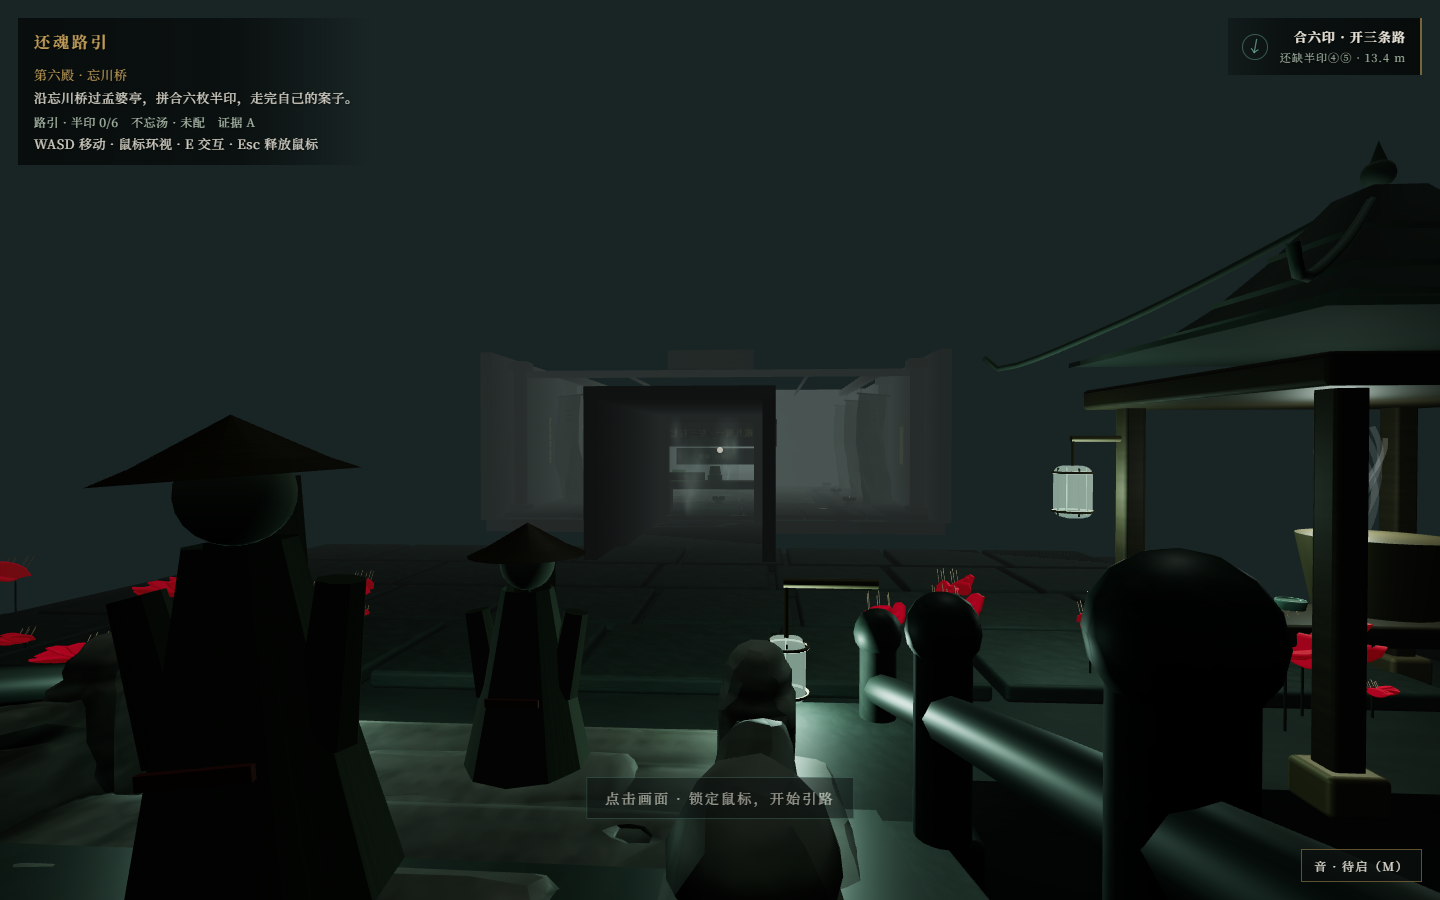 还魂路引
第六殿 · 忘川桥
沿忘川桥过孟婆亭，拼合六枚半印，走完自己的案子。
路引 · 半印 0/6 不忘汤 · 未配 证据 A
WASD 移动 · 鼠标环视 · E 交互 · Esc 释放鼠标
合六印 · 开三条路
还缺半印④⑤ · 13.4 m
点击画面 · 锁定鼠标，开始引路
音 · 待启（M）